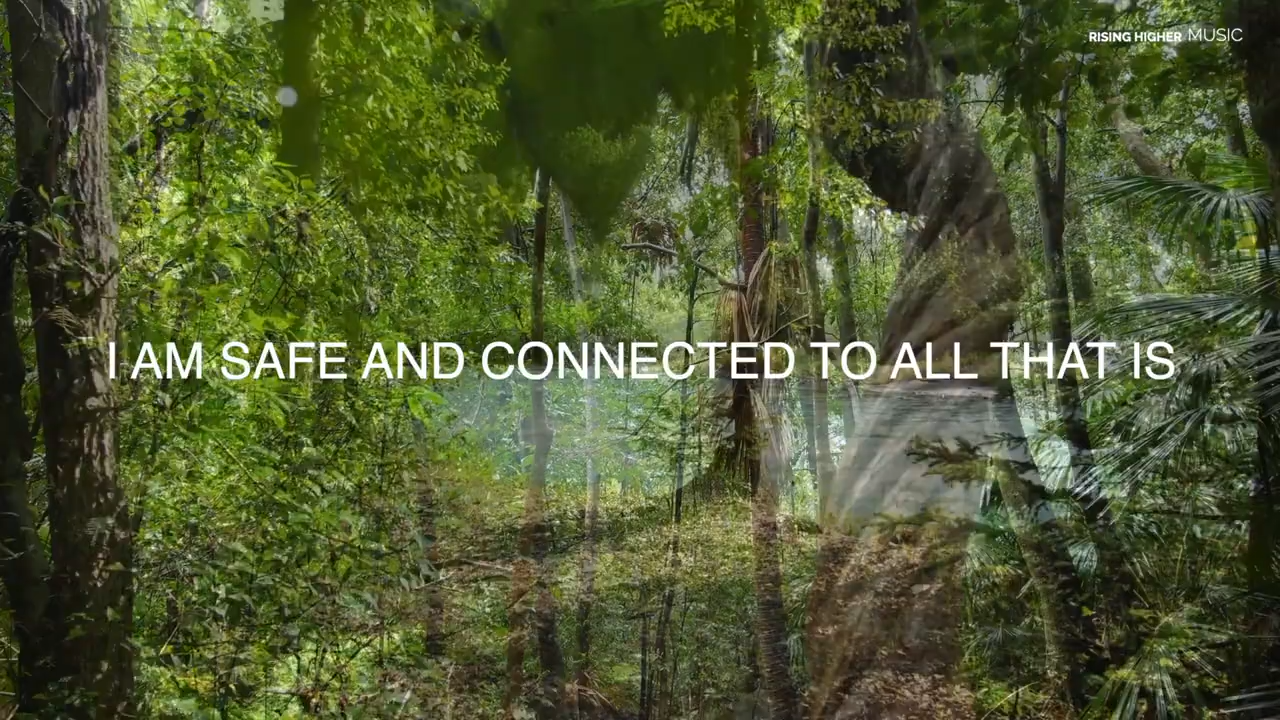 RISING HIGHER MUSIC
I AM SAFE AND CONNECTED TO ALL THAT IS